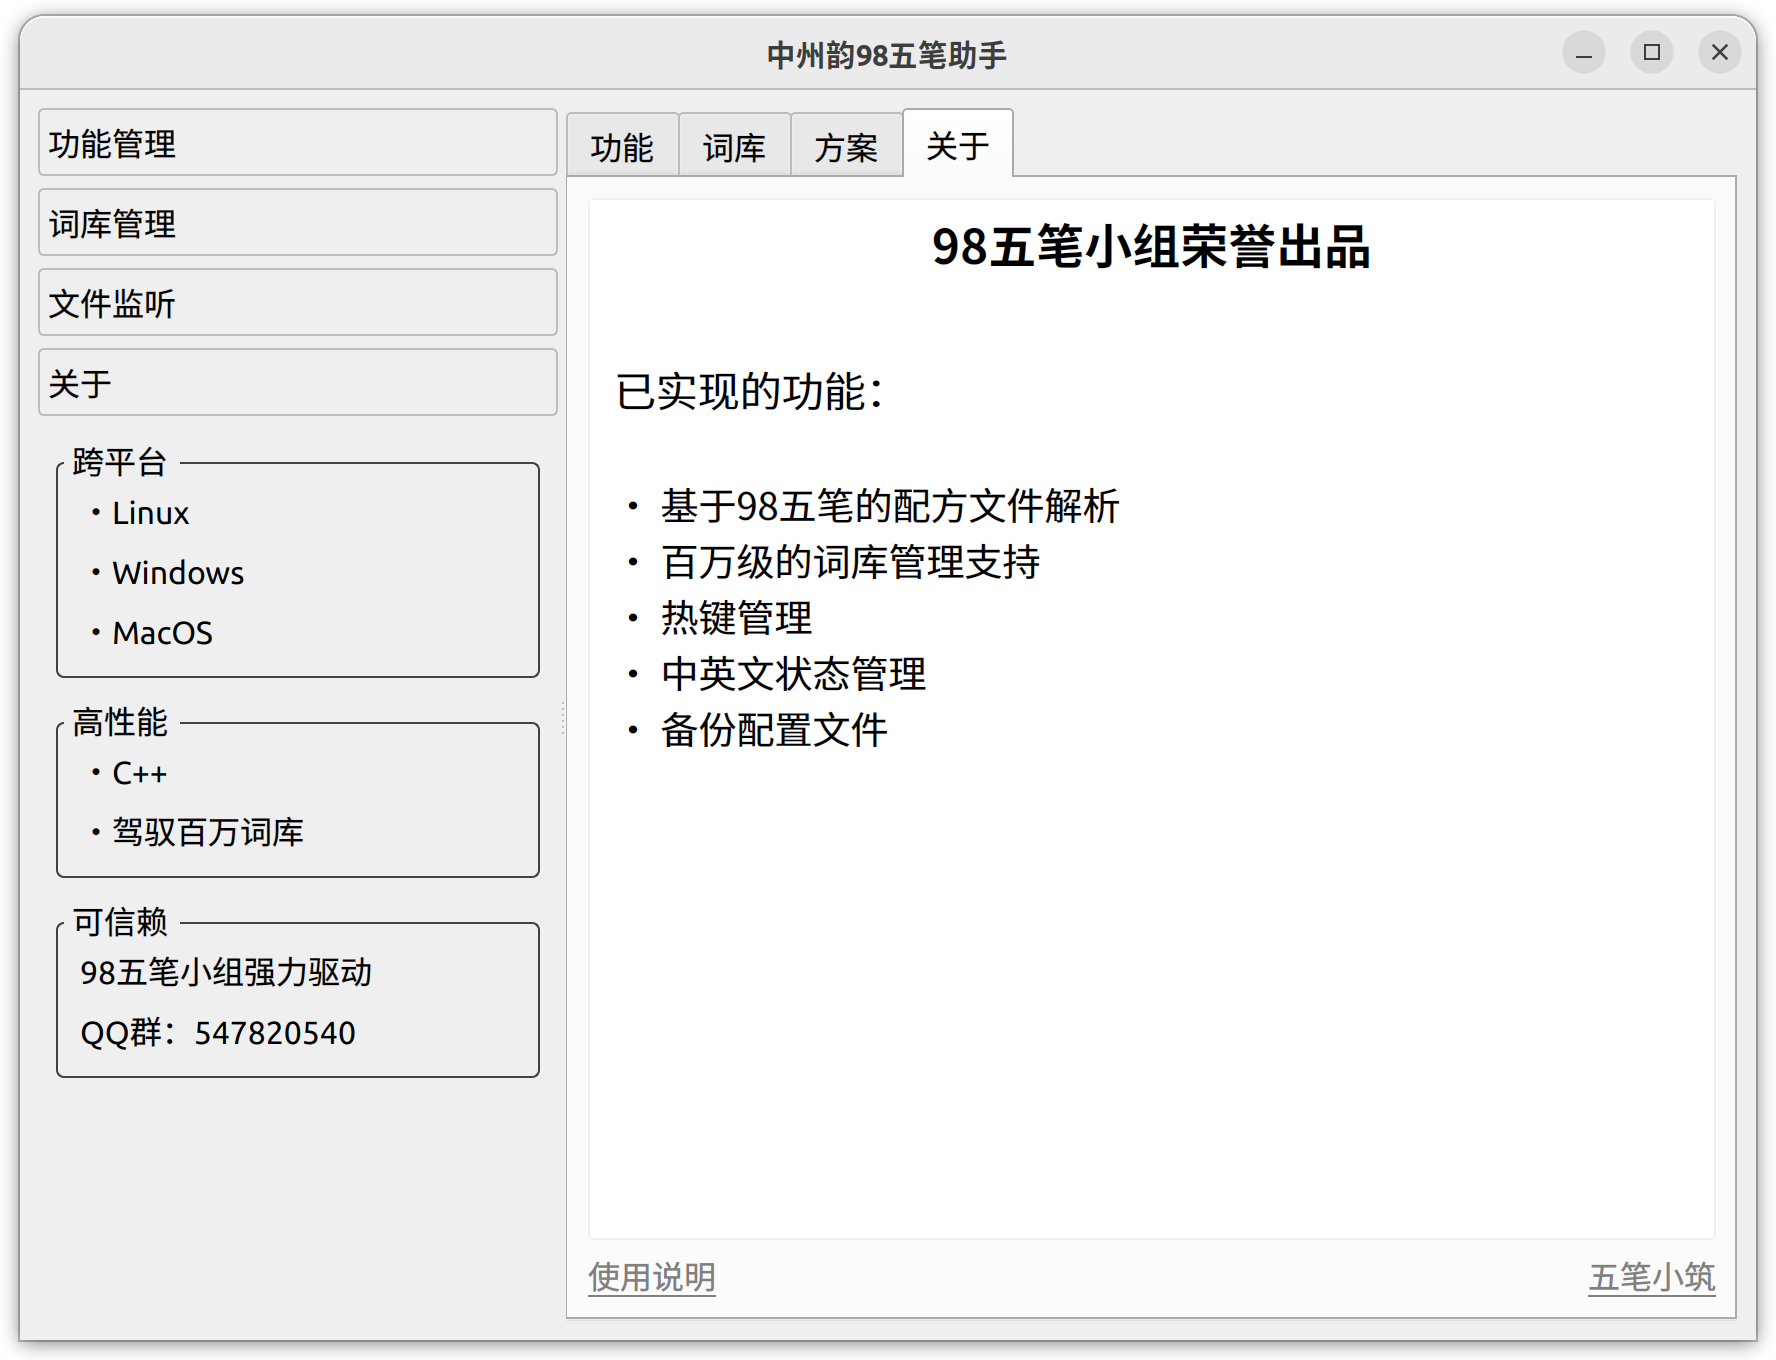 中州韵98五笔助手
功能管理
词库管理
文件监听
关于
跨平台
・Linux
・Windows
・MacOS
高性能
・C++
・驾驭百万词库
可信赖
98五笔小组强力驱动
QQ群：547820540
功能 词库 方案 关于
98五笔小组荣誉出品
已实现的功能：
・ 基于98五笔的配方文件解析
・ 百万级的词库管理支持
・ 热键管理
・ 中英文状态管理
・ 备份配置文件
使用说明 五笔小筑